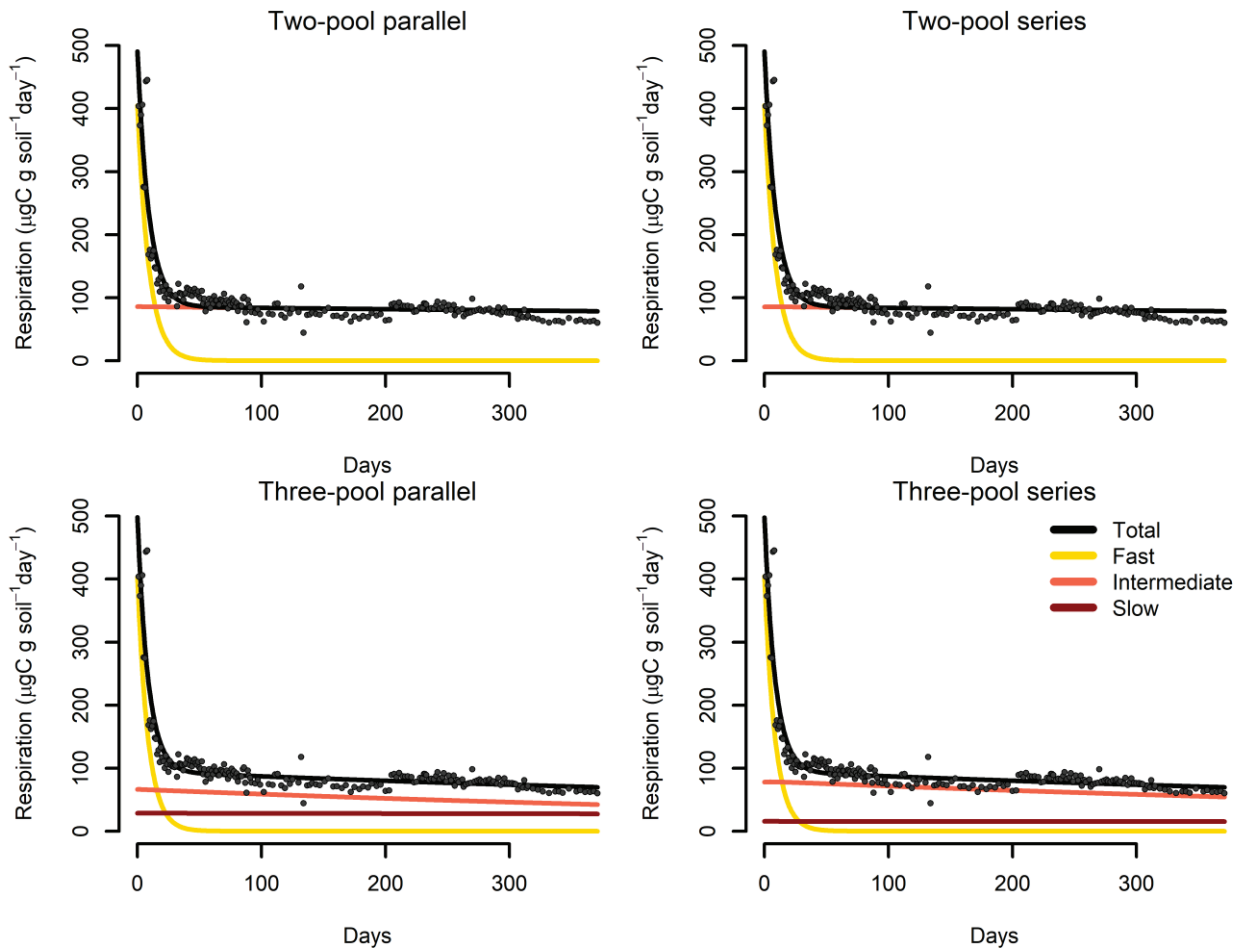 Two-pool parallel
Respiration (μgC g soil⁻¹day⁻¹)
500
400
300
200
100
0
0 100 200 300
Days
Two-pool series
Respiration (μgC g soil⁻¹day⁻¹)
500
400
300
200
100
0
0 100 200 300
Days
Three-pool parallel
Respiration (μgC g soil⁻¹day⁻¹)
500
400
300
200
100
0
0 100 200 300
Days
Three-pool series
Respiration (μgC g soil⁻¹day⁻¹)
500
400
300
200
100
0
Total
Fast
Intermediate
Slow
0 100 200 300
Days